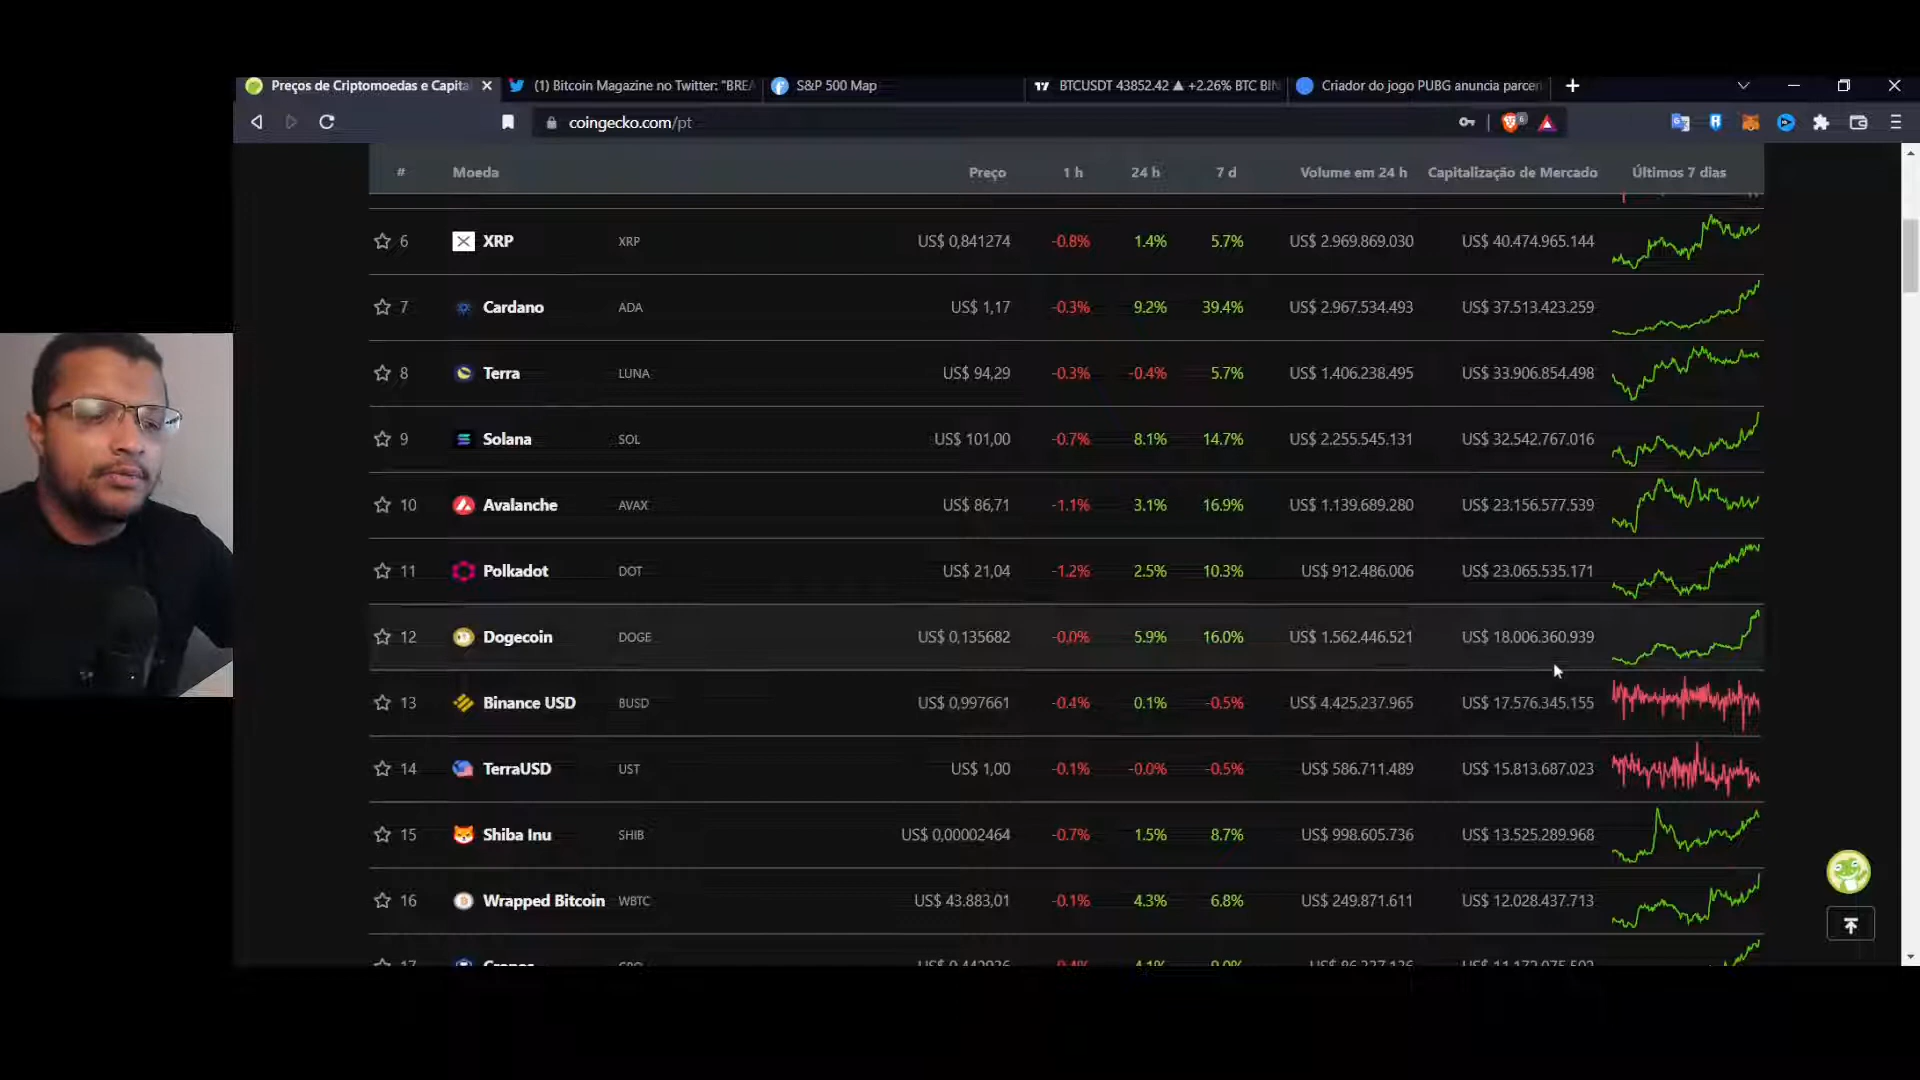 Preços de Criptomoedas e Capita
(1) Bitcoin Magazine no Twitter: "BREA
S&P 500 Map
BTCUSDT 43852.42 ▲ +2.26% BTC BIN
Criador do jogo PUBG anuncia parceri
coingecko.com/pt
6
# Moeda Preço 1 h 24 h 7 d Volume em 24 h Capitalização de Mercado Últimos 7 dias
6 XRP XRP US$ 0,841274 -0.8% 1.4% 5.7% US$ 2.969.869.030 US$ 40.474.965.144
7 Cardano ADA US$ 1,17 -0.3% 9.2% 39.4% US$ 2.967.534.493 US$ 37.513.423.259
8 Terra LUNA US$ 94,29 -0.3% -0.4% 5.7% US$ 1.406.238.495 US$ 33.906.854.498
9 Solana SOL US$ 101,00 -0.7% 8.1% 14.7% US$ 2.255.545.131 US$ 32.542.767.016
10 Avalanche AVAX US$ 86,71 -1.1% 3.1% 16.9% US$ 1.139.689.280 US$ 23.156.577.539
11 Polkadot DOT US$ 21,04 -1.2% 2.5% 10.3% US$ 912.486.006 US$ 23.065.535.171
12 Dogecoin DOGE US$ 0,135682 -0.0% 5.9% 16.0% US$ 1.562.446.521 US$ 18.006.360.939
13 Binance USD BUSD US$ 0,997661 -0.4% 0.1% -0.5% US$ 4.425.237.965 US$ 17.576.345.155
14 TerraUSD UST US$ 1,00 -0.1% -0.0% -0.5% US$ 586.711.489 US$ 15.813.687.023
15 Shiba Inu SHIB US$ 0,00002464 -0.7% 1.5% 8.7% US$ 998.605.736 US$ 13.525.289.968
16 Wrapped Bitcoin WBTC US$ 43.883,01 -0.1% 4.3% 6.8% US$ 249.871.611 US$ 12.028.437.713